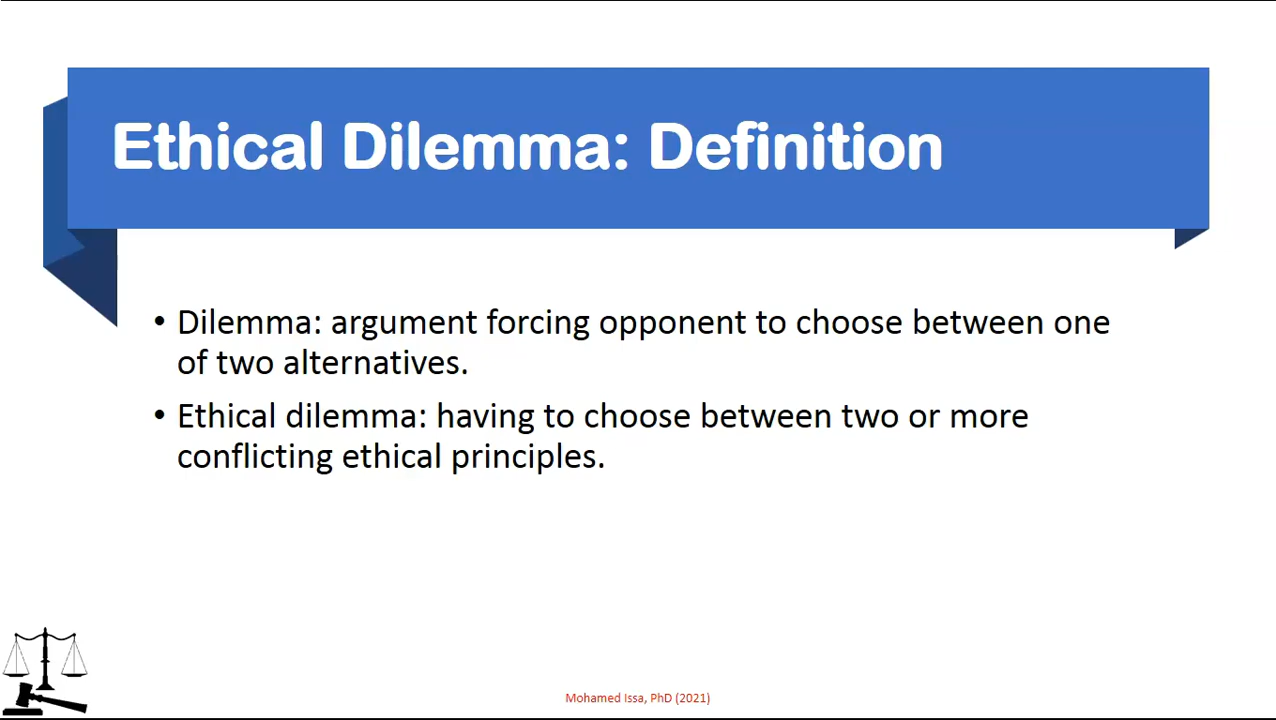 Ethical Dilemma: Definition
• Dilemma: argument forcing opponent to choose between one
of two alternatives.
• Ethical dilemma: having to choose between two or more
conflicting ethical principles.
Mohamed Issa, PhD (2021)